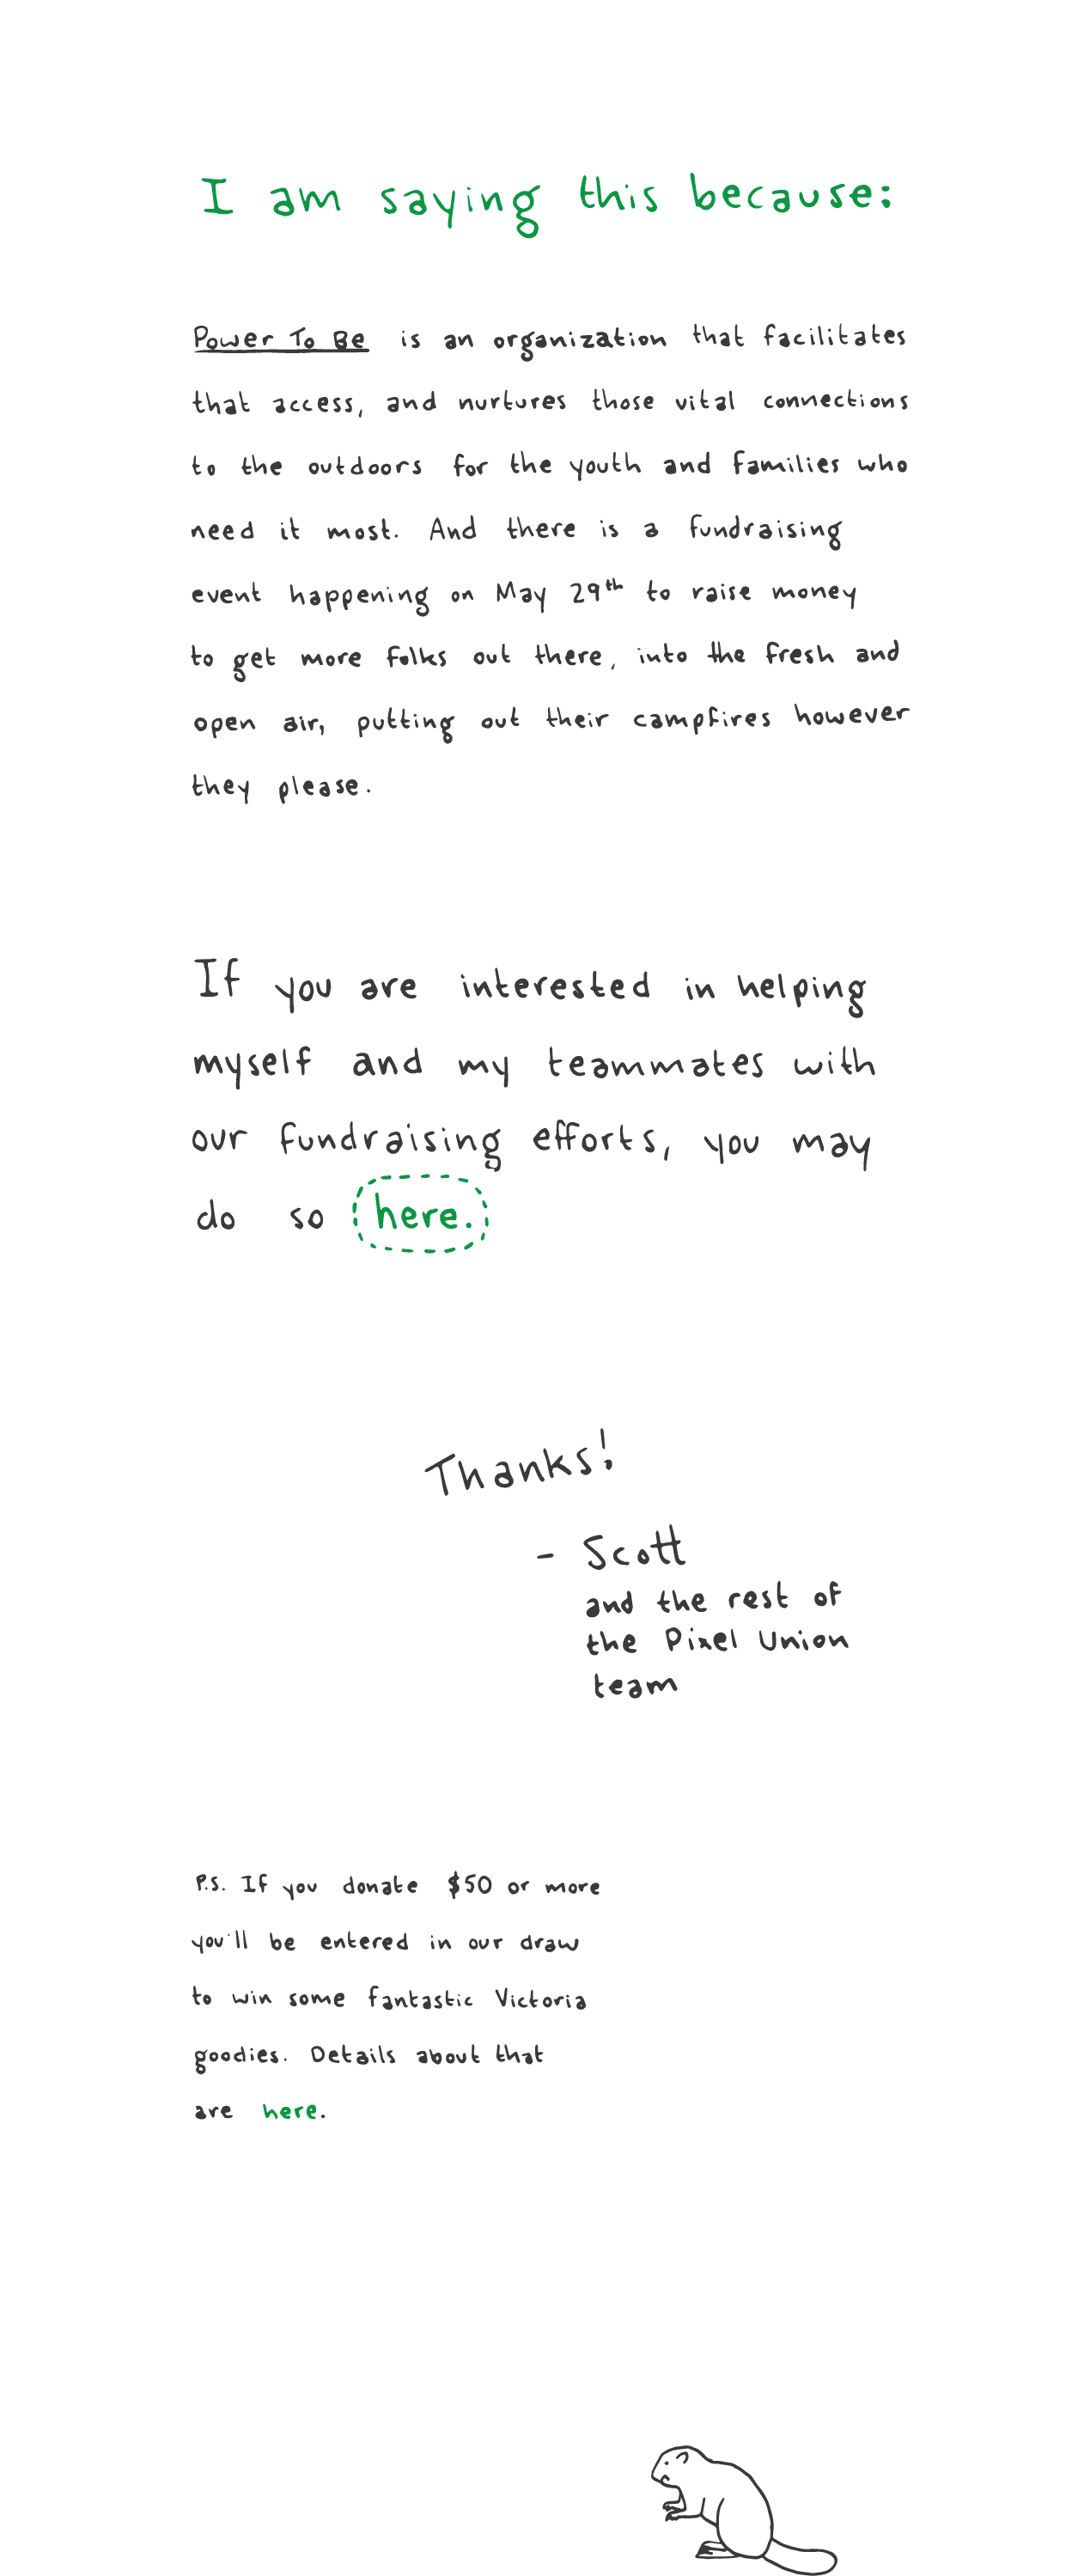 I am saying this because:
Power To Be is an organization that facilitates
that access, and nurtures those vital connections
to the outdoors for the youth and families who
need it most. And there is a fundraising
event happening on May 29th to raise money
to get more folks out there, into the fresh and
open air, putting out their campfires however
they please.
If you are interested in helping
myself and my teammates with
our fundraising efforts, you may
do so here.
Thanks!
- Scott
and the rest of
the Pixel Union
team
P.S. If you donate $50 or more
you'll be entered in our draw
to win some fantastic Victoria
goodies. Details about that
are here.